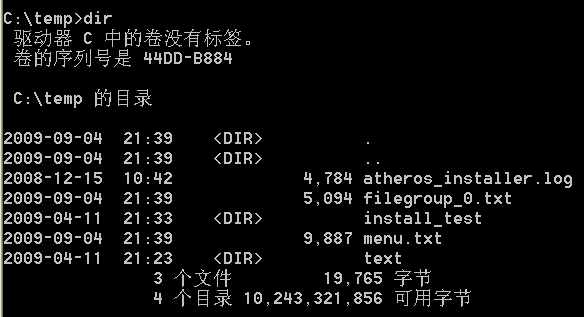 C:\temp>dir
驱动器 C 中的卷没有标签。
卷的序列号是 44DD-B884
C:\temp 的目录
2009-09-04  21:39    <DIR>          .
2009-09-04  21:39    <DIR>          ..
2008-12-15  10:42             4,784 atheros_installer.log
2009-09-04  21:39             5,094 filegroup_0.txt
2009-04-11  21:33    <DIR>          install_test
2009-09-04  21:39             9,887 menu.txt
2009-04-11  21:23    <DIR>          text
3 个文件         19,765 字节
4 个目录 10,243,321,856 可用字节